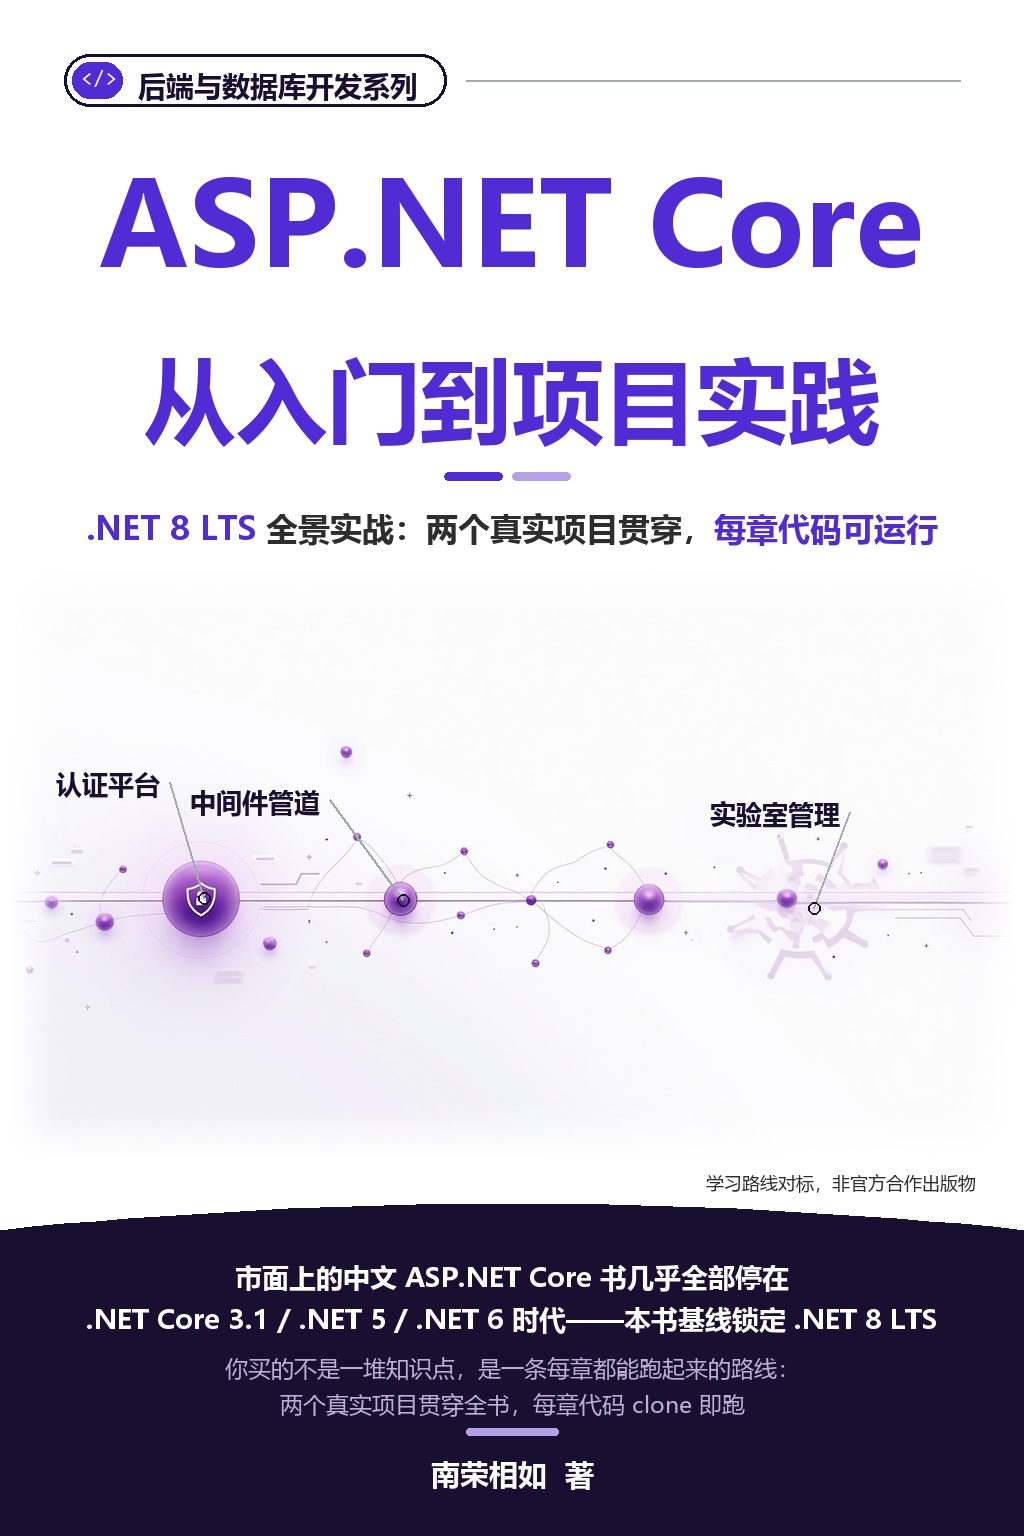 </> 后端与数据库开发系列
ASP.NET Core
从入门到项目实践
.NET 8 LTS 全景实战：两个真实项目贯穿，每章代码可运行
认证平台
中间件管道
实验室管理
学习路线对标，非官方合作出版物
市面上的中文 ASP.NET Core 书几乎全部停在
.NET Core 3.1 / .NET 5 / .NET 6 时代——本书基线锁定 .NET 8 LTS
你买的不是一堆知识点，是一条每章都能跑起来的路线：
两个真实项目贯穿全书，每章代码 clone 即跑
南荣相如 著